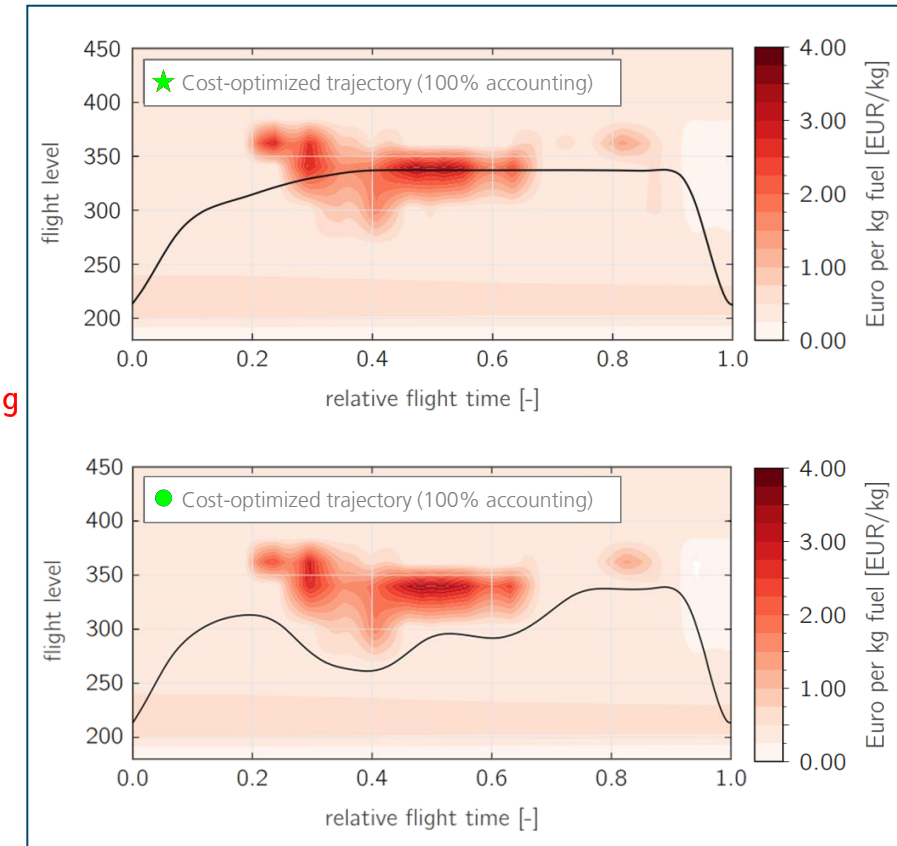 450
★ Cost-optimized trajectory (100% accounting)
400
350
300
250
200
flight level
0.0 0.2 0.4 0.6 0.8 1.0
relative flight time [-]
4.00
3.00
2.00
1.00
0.00
Euro per kg fuel [EUR/kg]
g
450
● Cost-optimized trajectory (100% accounting)
400
350
300
250
200
flight level
0.0 0.2 0.4 0.6 0.8 1.0
relative flight time [-]
4.00
3.00
2.00
1.00
0.00
Euro per kg fuel [EUR/kg]